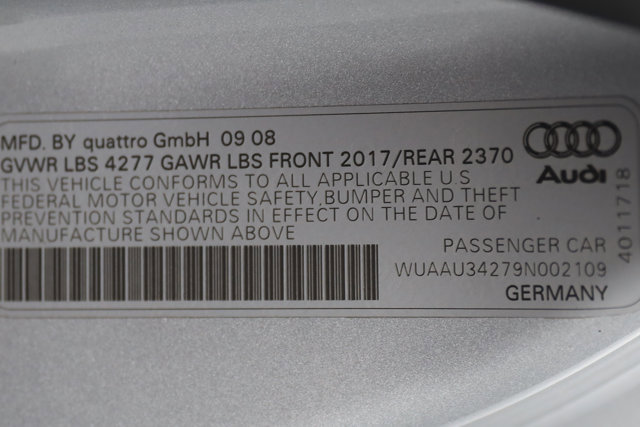 MFD. BY quattro GmbH 09 08
GVWR LBS 4277 GAWR LBS FRONT 2017/REAR 2370
THIS VEHICLE CONFORMS TO ALL APPLICABLE U S
FEDERAL MOTOR VEHICLE SAFETY,BUMPER AND THEFT
PREVENTION STANDARDS IN EFFECT ON THE DATE OF
MANUFACTURE SHOWN ABOVE
Audi
PASSENGER CAR
WUAAU34279N002109
GERMANY
4011718